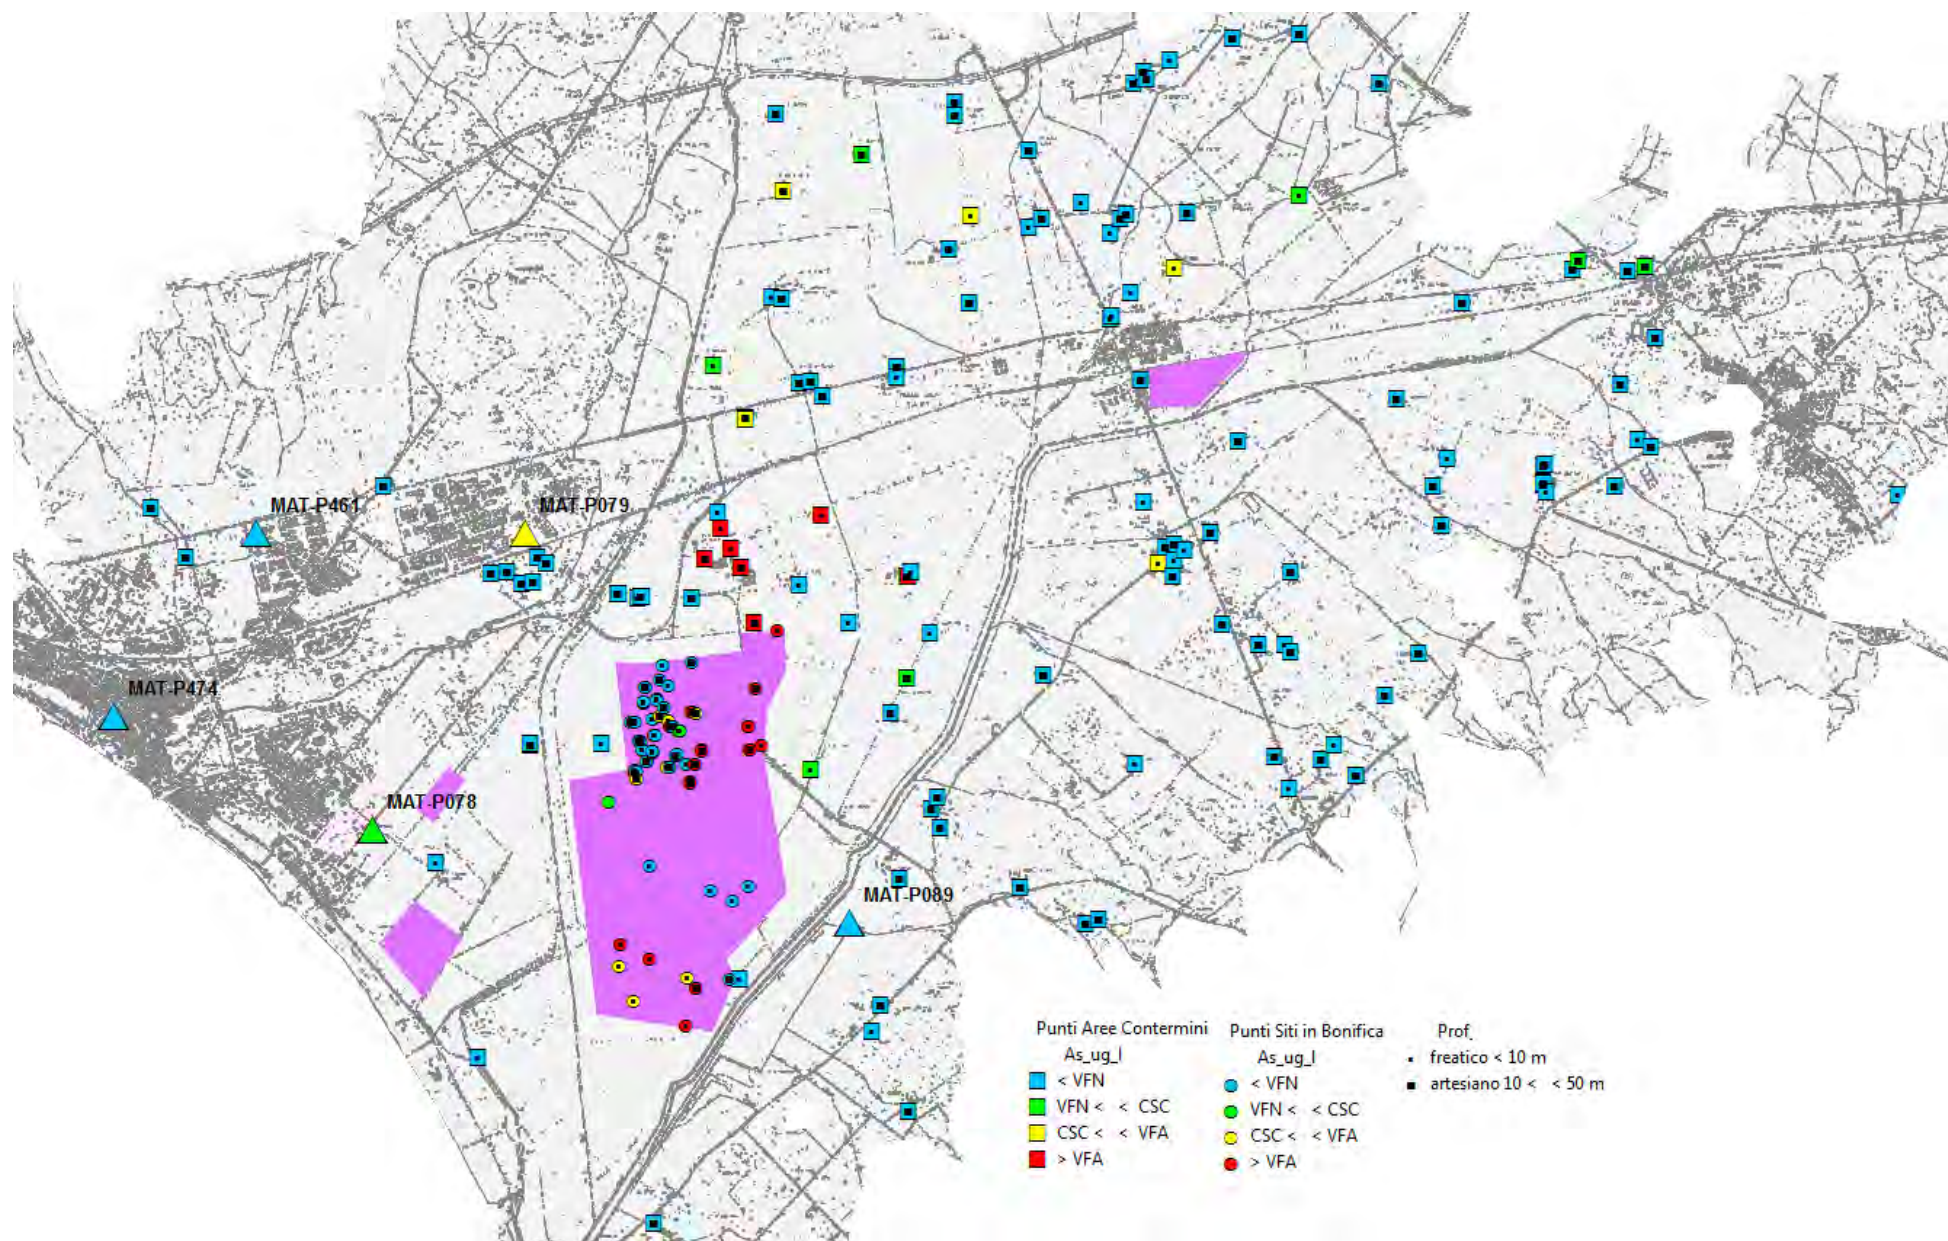 MAT-P461
MAT-P079
MAT-P474
MAT-P078
MAT-P089
Punti Aree Contermini
As_ug_l
< VFN
VFN < < CSC
CSC < < VFA
> VFA
Punti Siti in Bonifica
As_ug_l
< VFN
VFN < < CSC
CSC < < VFA
> VFA
Prof_
freatico < 10 m
artesiano 10 < < 50 m